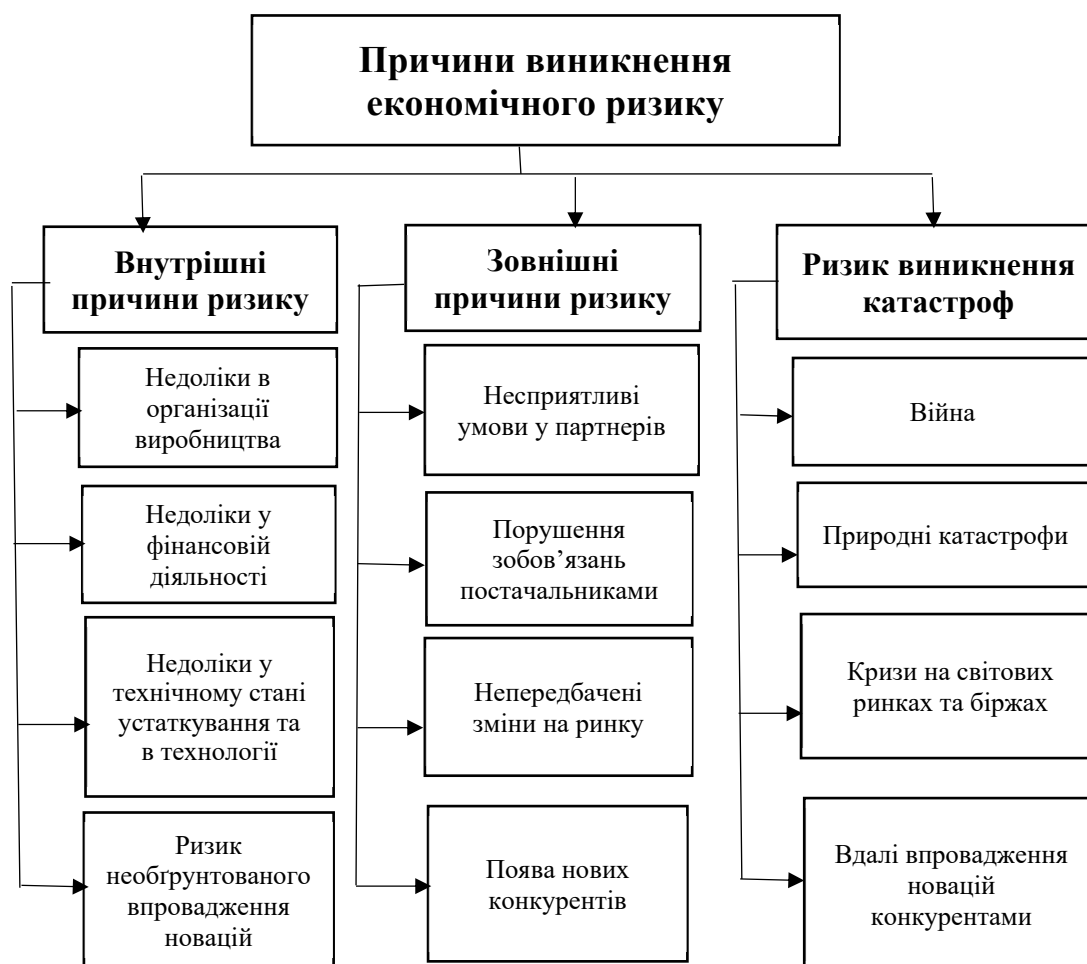 Причини виникнення
економічного ризику
Внутрішні
причини ризику
Недоліки в
організації
виробництва
Недоліки у
фінансовій
діяльності
Недоліки у
технічному стані
устаткування та
в технології
Ризик
необґрунтованого
впровадження
новацій
Зовнішні
причини ризику
Несприятливі
умови у партнерів
Порушення
зобов’язань
постачальниками
Непередбачені
зміни на ринку
Поява нових
конкурентів
Ризик виникнення
катастроф
Війна
Природні катастрофи
Кризи на світових
ринках та біржах
Вдалі впровадження
новацій
конкурентами